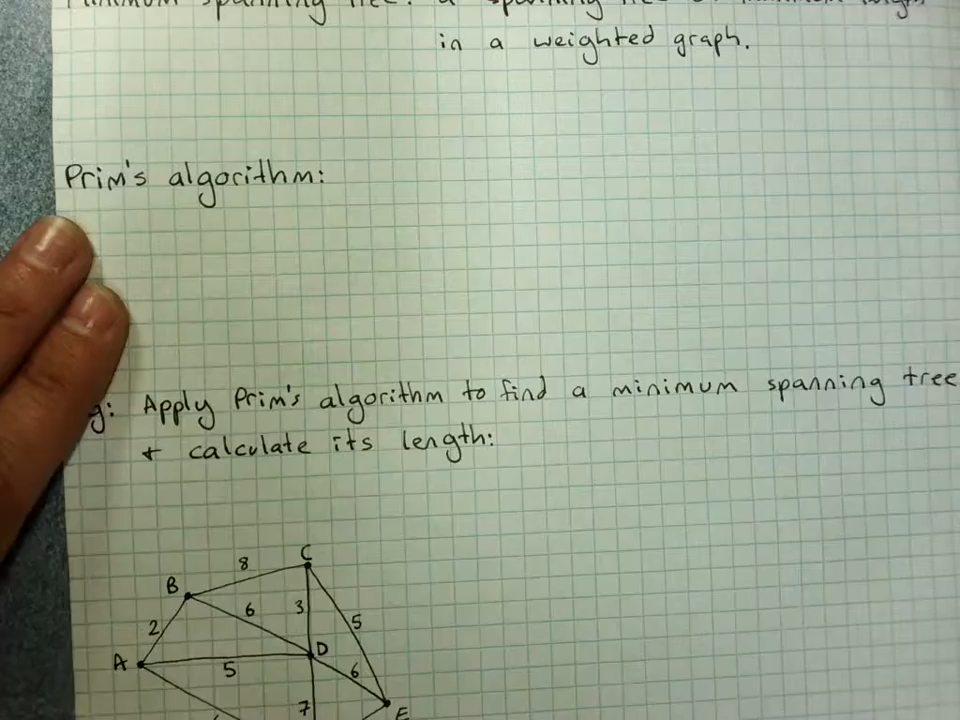 spanning
in a weighted graph.
Prim's algorithm:
g: Apply Prim's algorithm to find a minimum spanning tree
+ calculate its length:
C
8
B
6
3
5
2
D
A
5
6
7
E